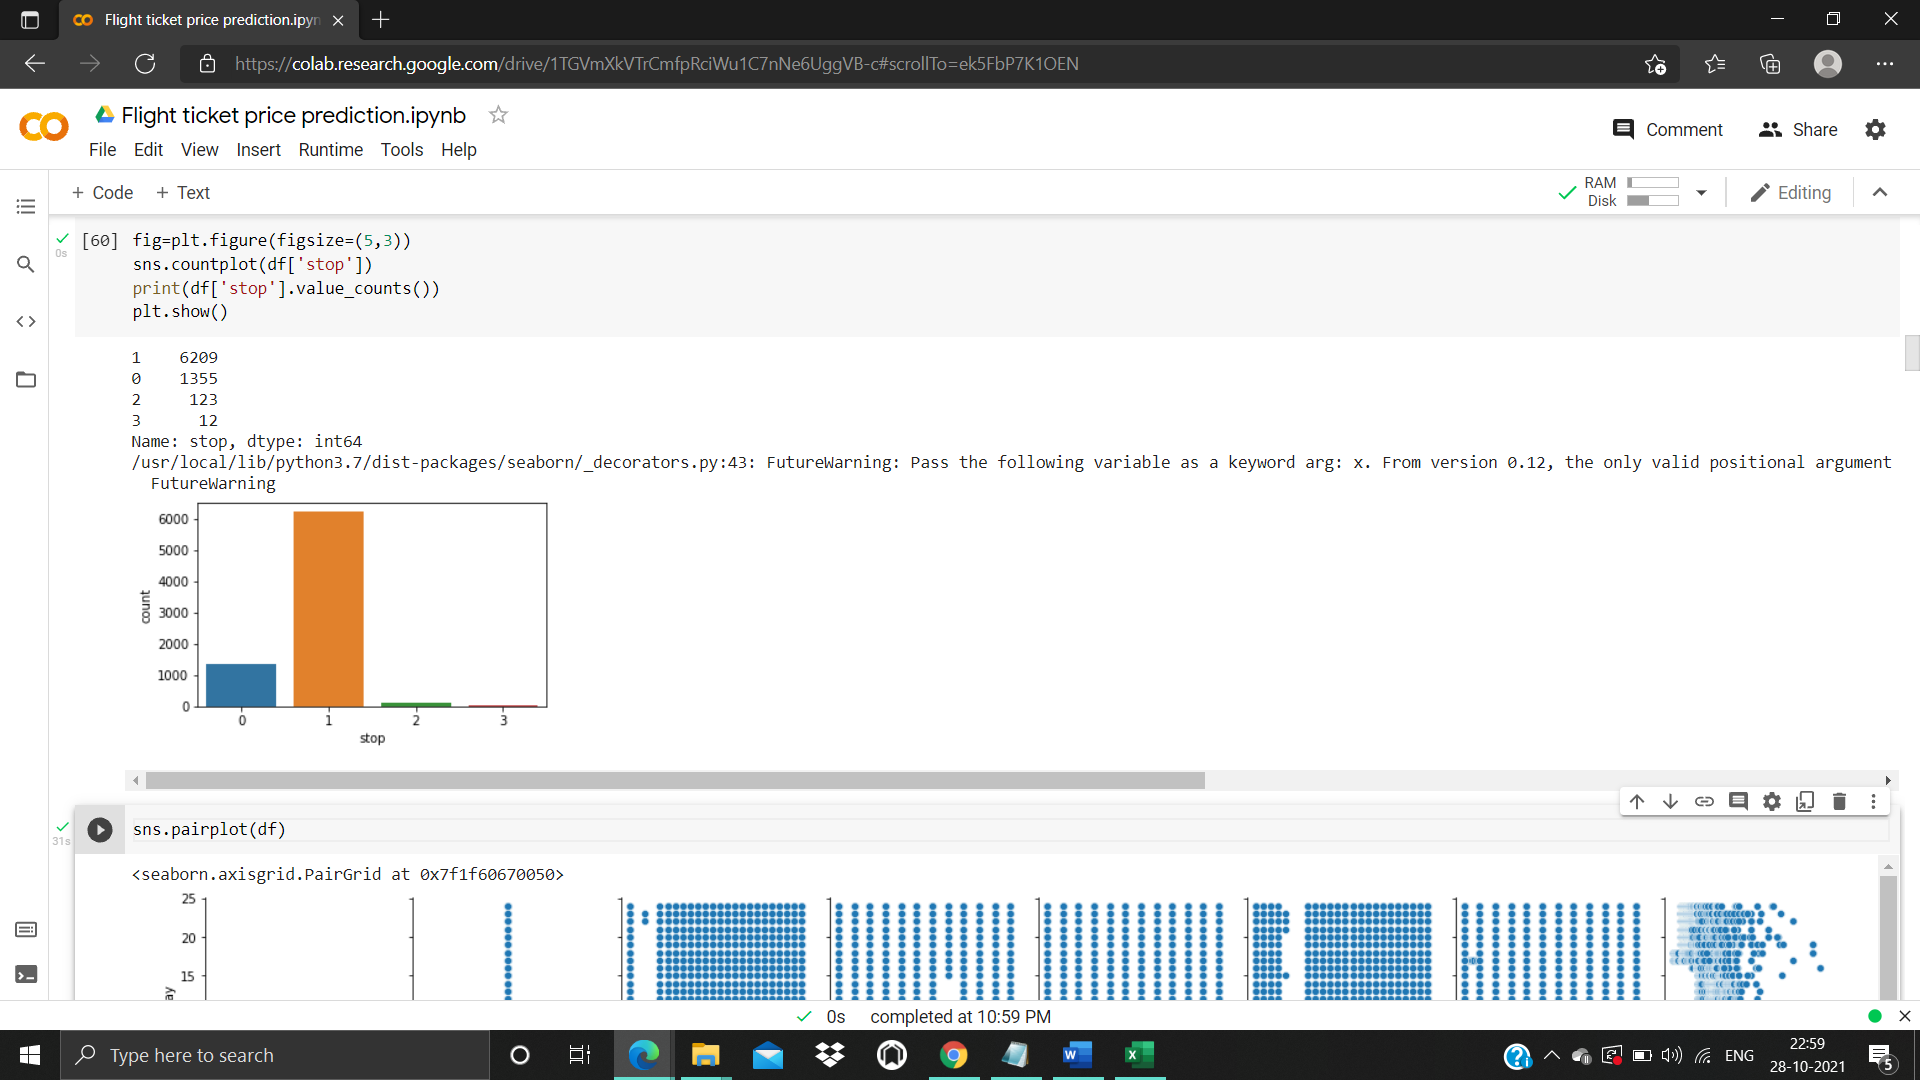 Flight ticket price prediction.ipyn
https://colab.research.google.com/drive/1TGVmXkVTrCmfpRciWu1C7nNe6UggVB-c#scrollTo=ek5FbP7K1OEN
Flight ticket price prediction.ipynb
Comment Share
File Edit View Insert Runtime Tools Help
+ Code + Text
RAM
Disk
Editing
[60] fig=plt.figure(figsize=(5,3))
0s
sns.countplot(df['stop'])
print(df['stop'].value_counts())
plt.show()
1 6209
0 1355
2 123
3 12
Name: stop, dtype: int64
/usr/local/lib/python3.7/dist-packages/seaborn/_decorators.py:43: FutureWarning: Pass the following variable as a keyword arg: x. From version 0.12, the only valid positional argument
FutureWarning
6000
5000
4000
3000
2000
1000
0
count
0 1 2 3
stop
sns.pairplot(df)
31s
<seaborn.axisgrid.PairGrid at 0x7f1f60670050>
25
20
15
ay
0s completed at 10:59 PM
Type here to search
ENG
22:59
28-10-2021
5